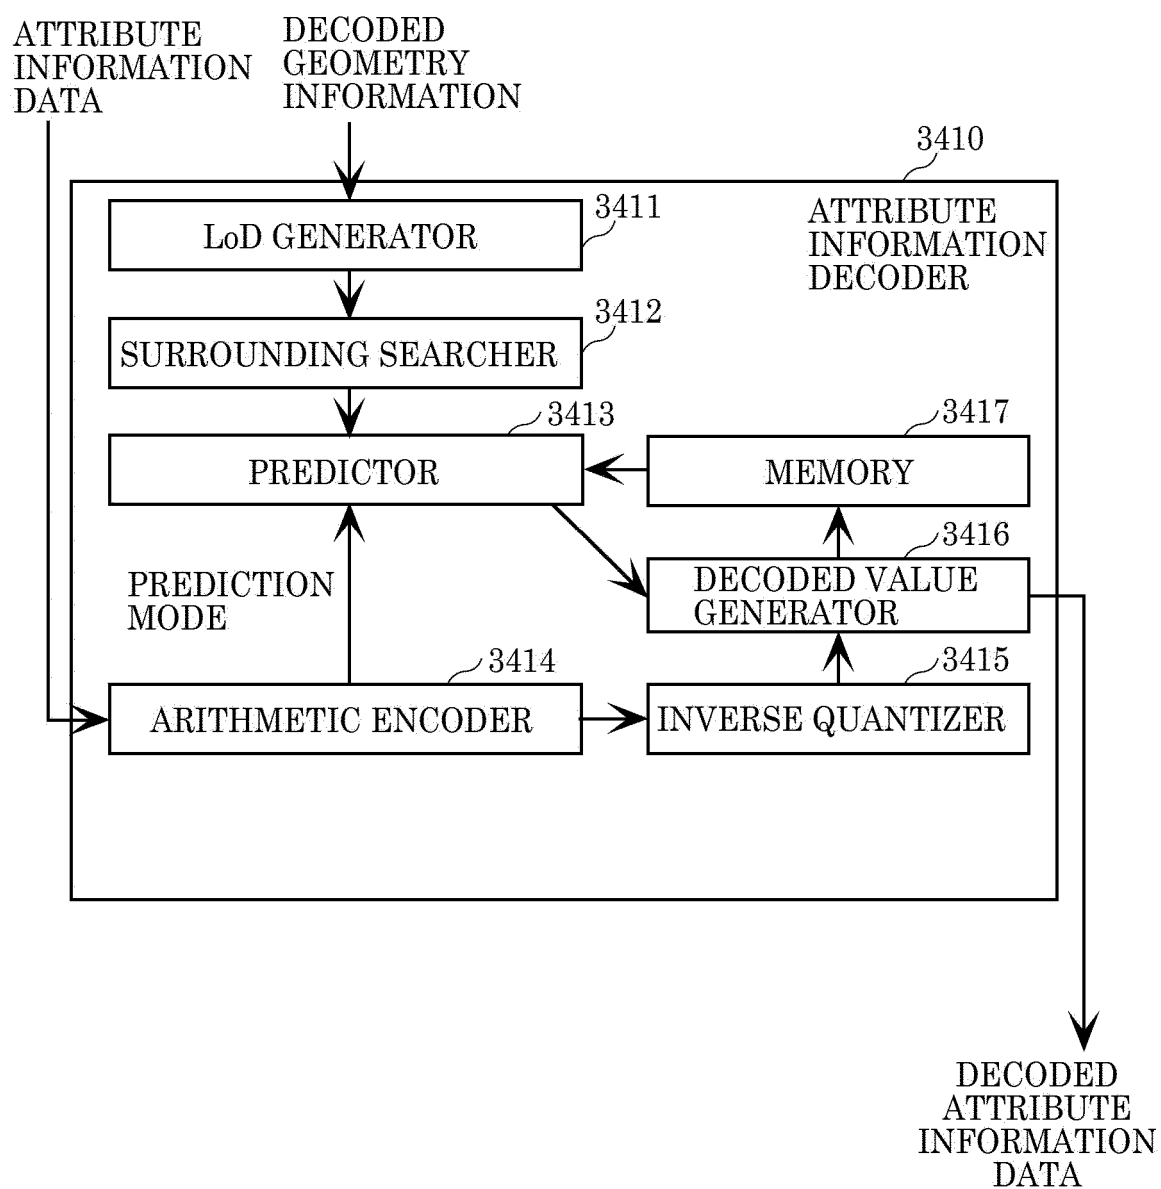 ATTRIBUTE
INFORMATION
DATA
DECODED
GEOMETRY
INFORMATION
3410
ATTRIBUTE
INFORMATION
DECODER
3411
LoD GENERATOR
3412
SURROUNDING SEARCHER
3413
PREDICTOR
3417
MEMORY
3416
DECODED VALUE
GENERATOR
PREDICTION
MODE
3414
ARITHMETIC ENCODER
3415
INVERSE QUANTIZER
DECODED
ATTRIBUTE
INFORMATION
DATA